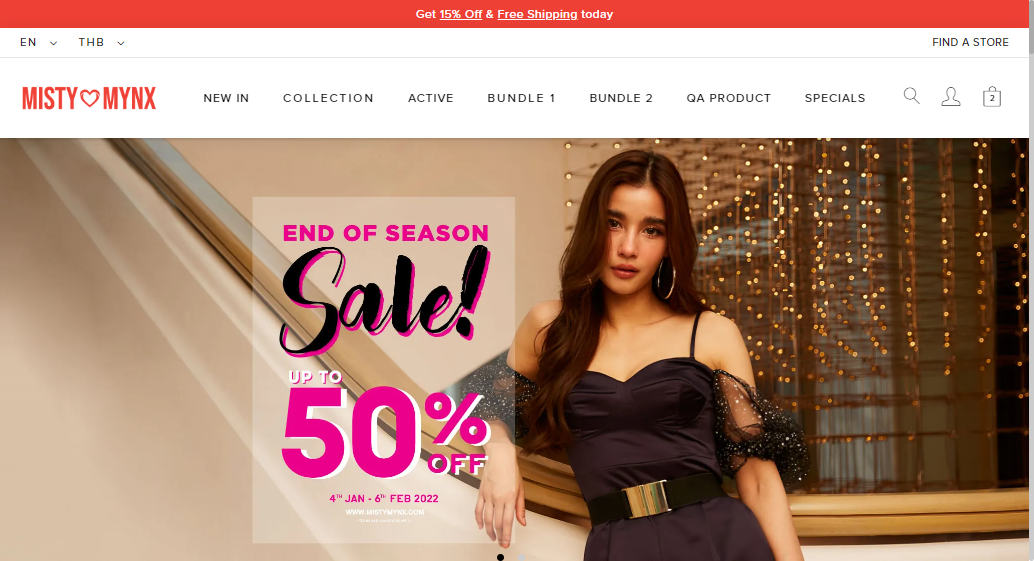 Get 15% Off & Free Shipping today
EN THB FIND A STORE
MISTY MYNX
NEW IN COLLECTION ACTIVE BUNDLE 1 BUNDLE 2 QA PRODUCT SPECIALS
2
END OF SEASON
Sale!
UP TO
50%
OFF
4TH JAN - 6TH FEB 2022
WWW.MISTYMYNX.COM